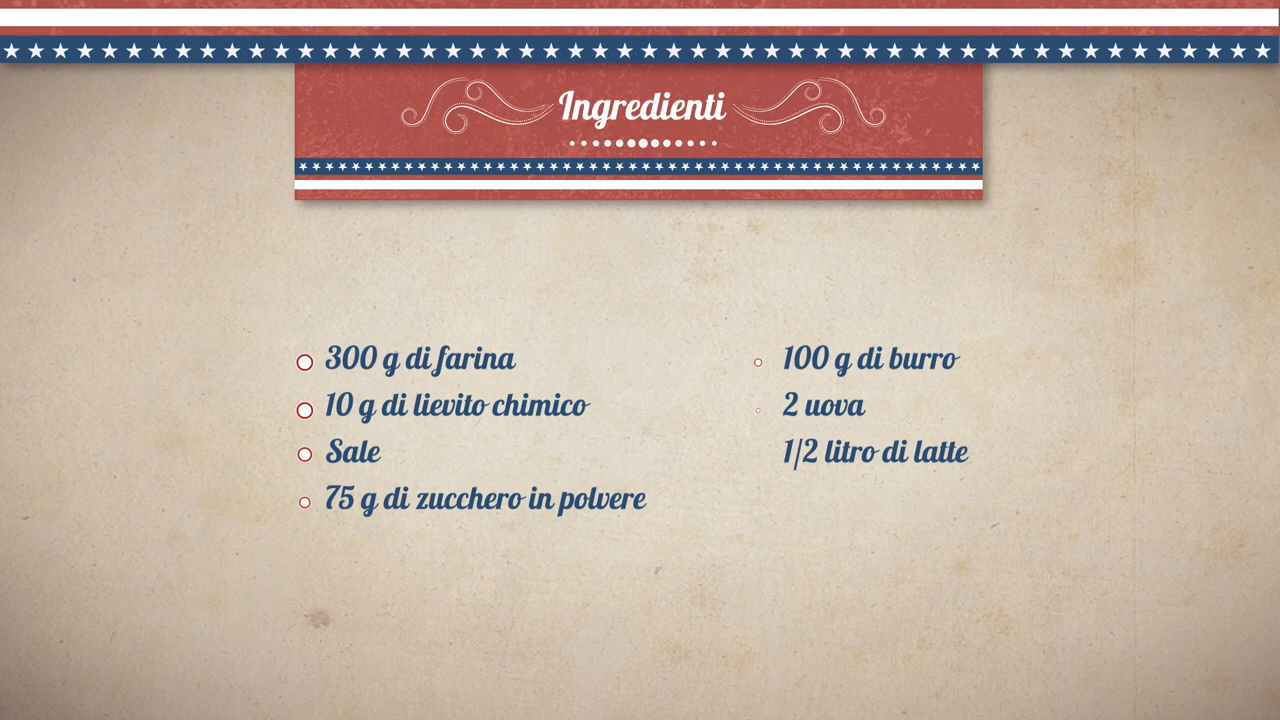 Ingredienti
300 g di farina
10 g di lievito chimico
Sale
75 g di zucchero in polvere
100 g di burro
2 uova
1/2 litro di latte